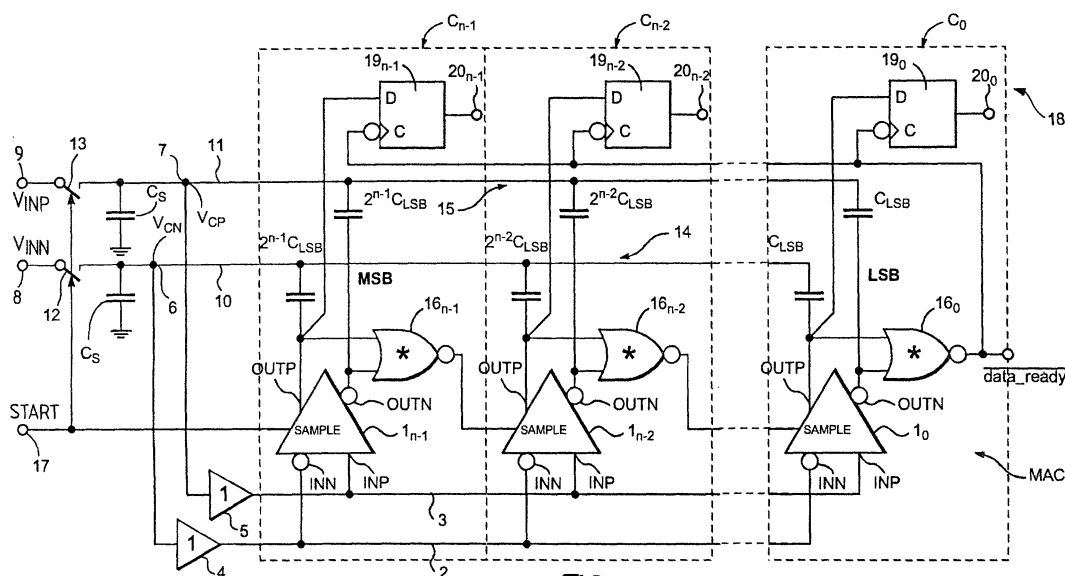 Cn-1
Cn-2
C0
19n-1
20n-1
19n-2
20n-2
190
200
18
D
C
D
C
D
C
9
13
7
11
VINP
CS
VCP
VCN
15
2n-1CLSB
2n-2CLSB
CLSB
VINN
14
2n-1CLSB
MSB
2n-2CLSB
CLSB
LSB
8
12
CS
6
10
16n-1
16n-2
160
*
*
*
data_ready
OUTP
OUTN
OUTP
OUTN
OUTP
OUTN
START
17
SAMPLE
1n-1
SAMPLE
1n-2
SAMPLE
10
INN
INP
INN
INP
INN
INP
MAC
1
5
3
1
4
2